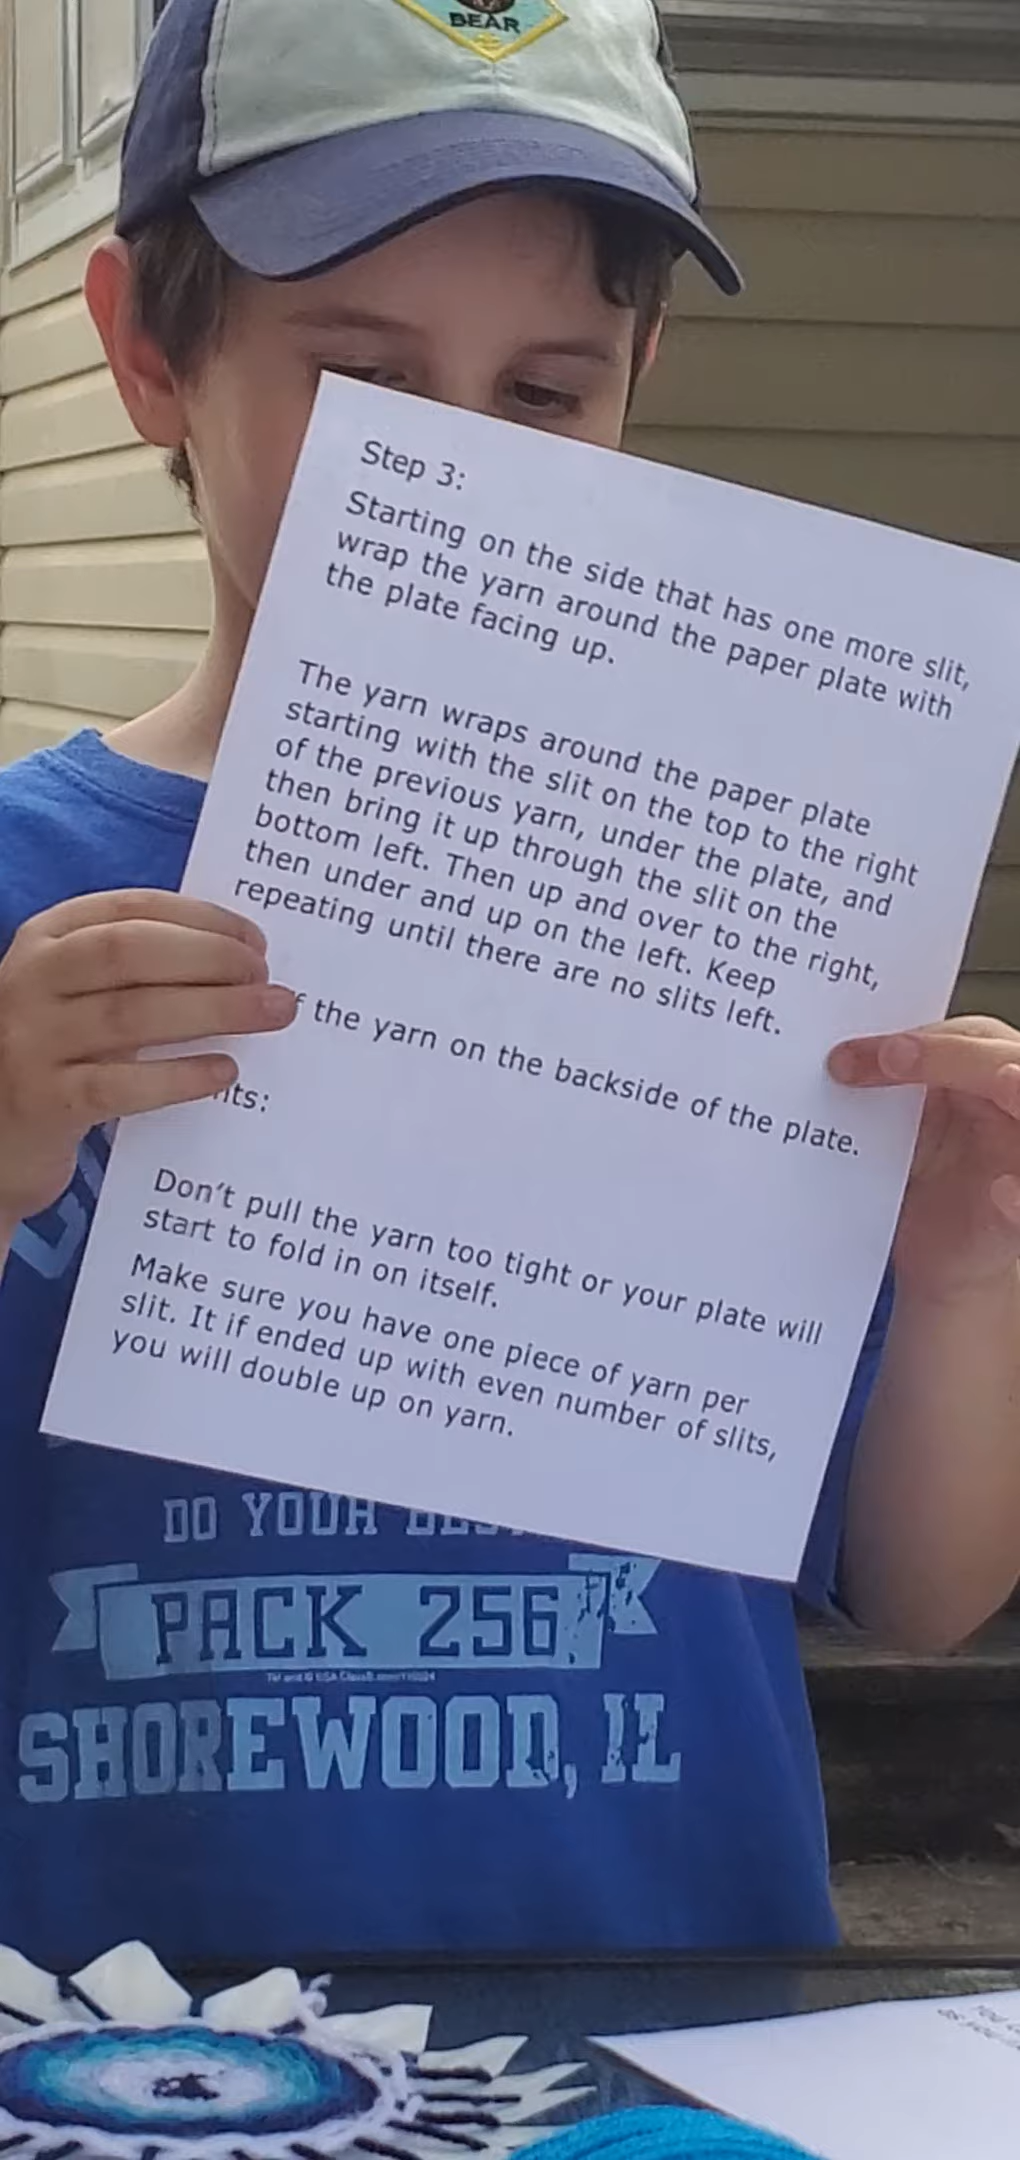 BEAR
Step 3:
Starting on the side that has one more slit,
wrap the yarn around the paper plate with
the plate facing up.
The yarn wraps around the paper plate
starting with the slit on the top to the right
of the previous yarn, under the plate, and
then bring it up through the slit on the
bottom left. Then up and over to the right,
then under and up on the left. Keep
repeating until there are no slits left.
the yarn on the backside of the plate.
Don't pull the yarn too tight or your plate will
start to fold in on itself.
Make sure you have one piece of yarn per
slit. It if ended up with even number of slits,
you will double up on yarn.
DO YOUR
PACK 256
SHOREWOOD, IL